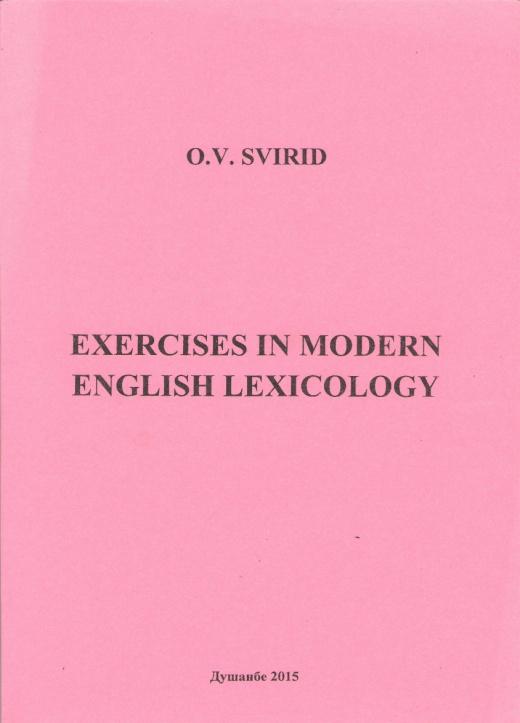 O.V. SVIRID
EXERCISES IN MODERN
ENGLISH LEXICOLOGY
Душанбе 2015